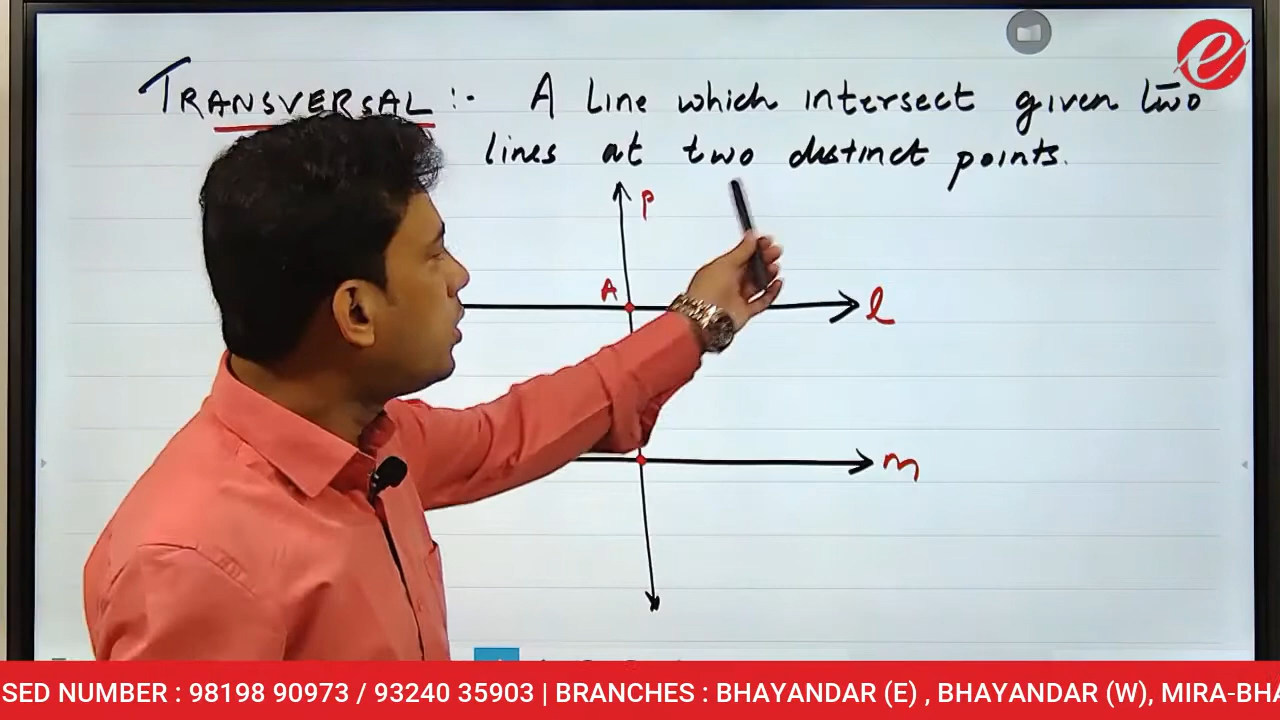 TRANSVERSAL :- A line which intersect given two
lines at two distinct points.
p
A
l
m
SED NUMBER : 98198 90973 / 93240 35903 | BRANCHES : BHAYANDAR (E) , BHAYANDAR (W), MIRA-BHA